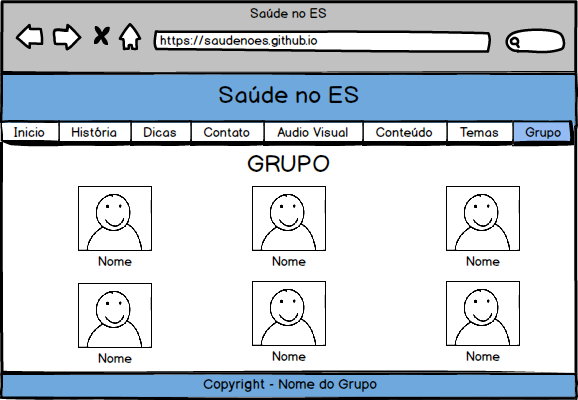 Saúde no ES
https://saudenoes.github.io
Saúde no ES
Inicio História Dicas Contato Audio Visual Conteúdo Temas Grupo
GRUPO
Nome Nome Nome
Nome Nome Nome
Copyright - Nome do Grupo